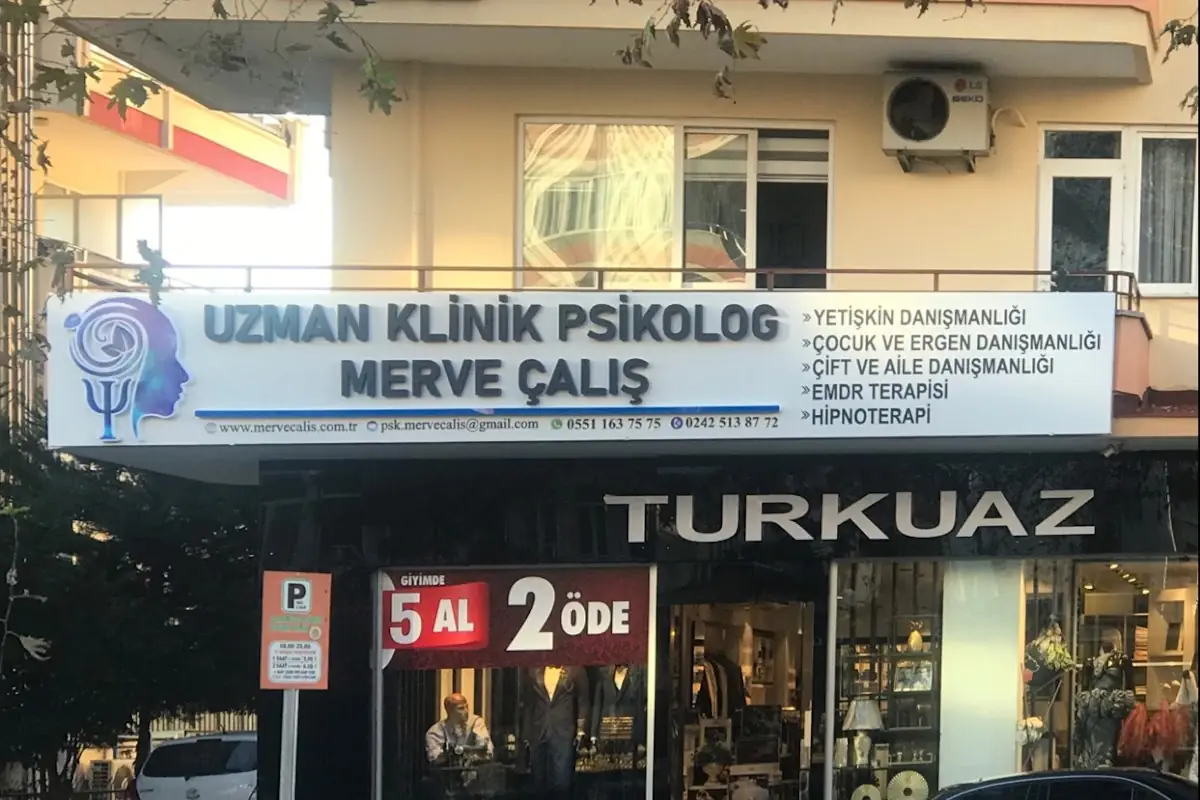 LG
BEKO
UZMAN KLİNİK PSİKOLOG
MERVE ÇALIŞ
www.mervecalis.com.tr psk.mervecalis@gmail.com 0551 163 75 75 0242 513 87 72
»YETİŞKİN DANIŞMANLIĞI
»ÇOCUK VE ERGEN DANIŞMANLIĞI
»ÇİFT VE AİLE DANIŞMANLIĞI
»EMDR TERAPİSİ
»HİPNOTERAPİ
TURKUAZ
GİYİMDE
5 AL 2 ÖDE
P